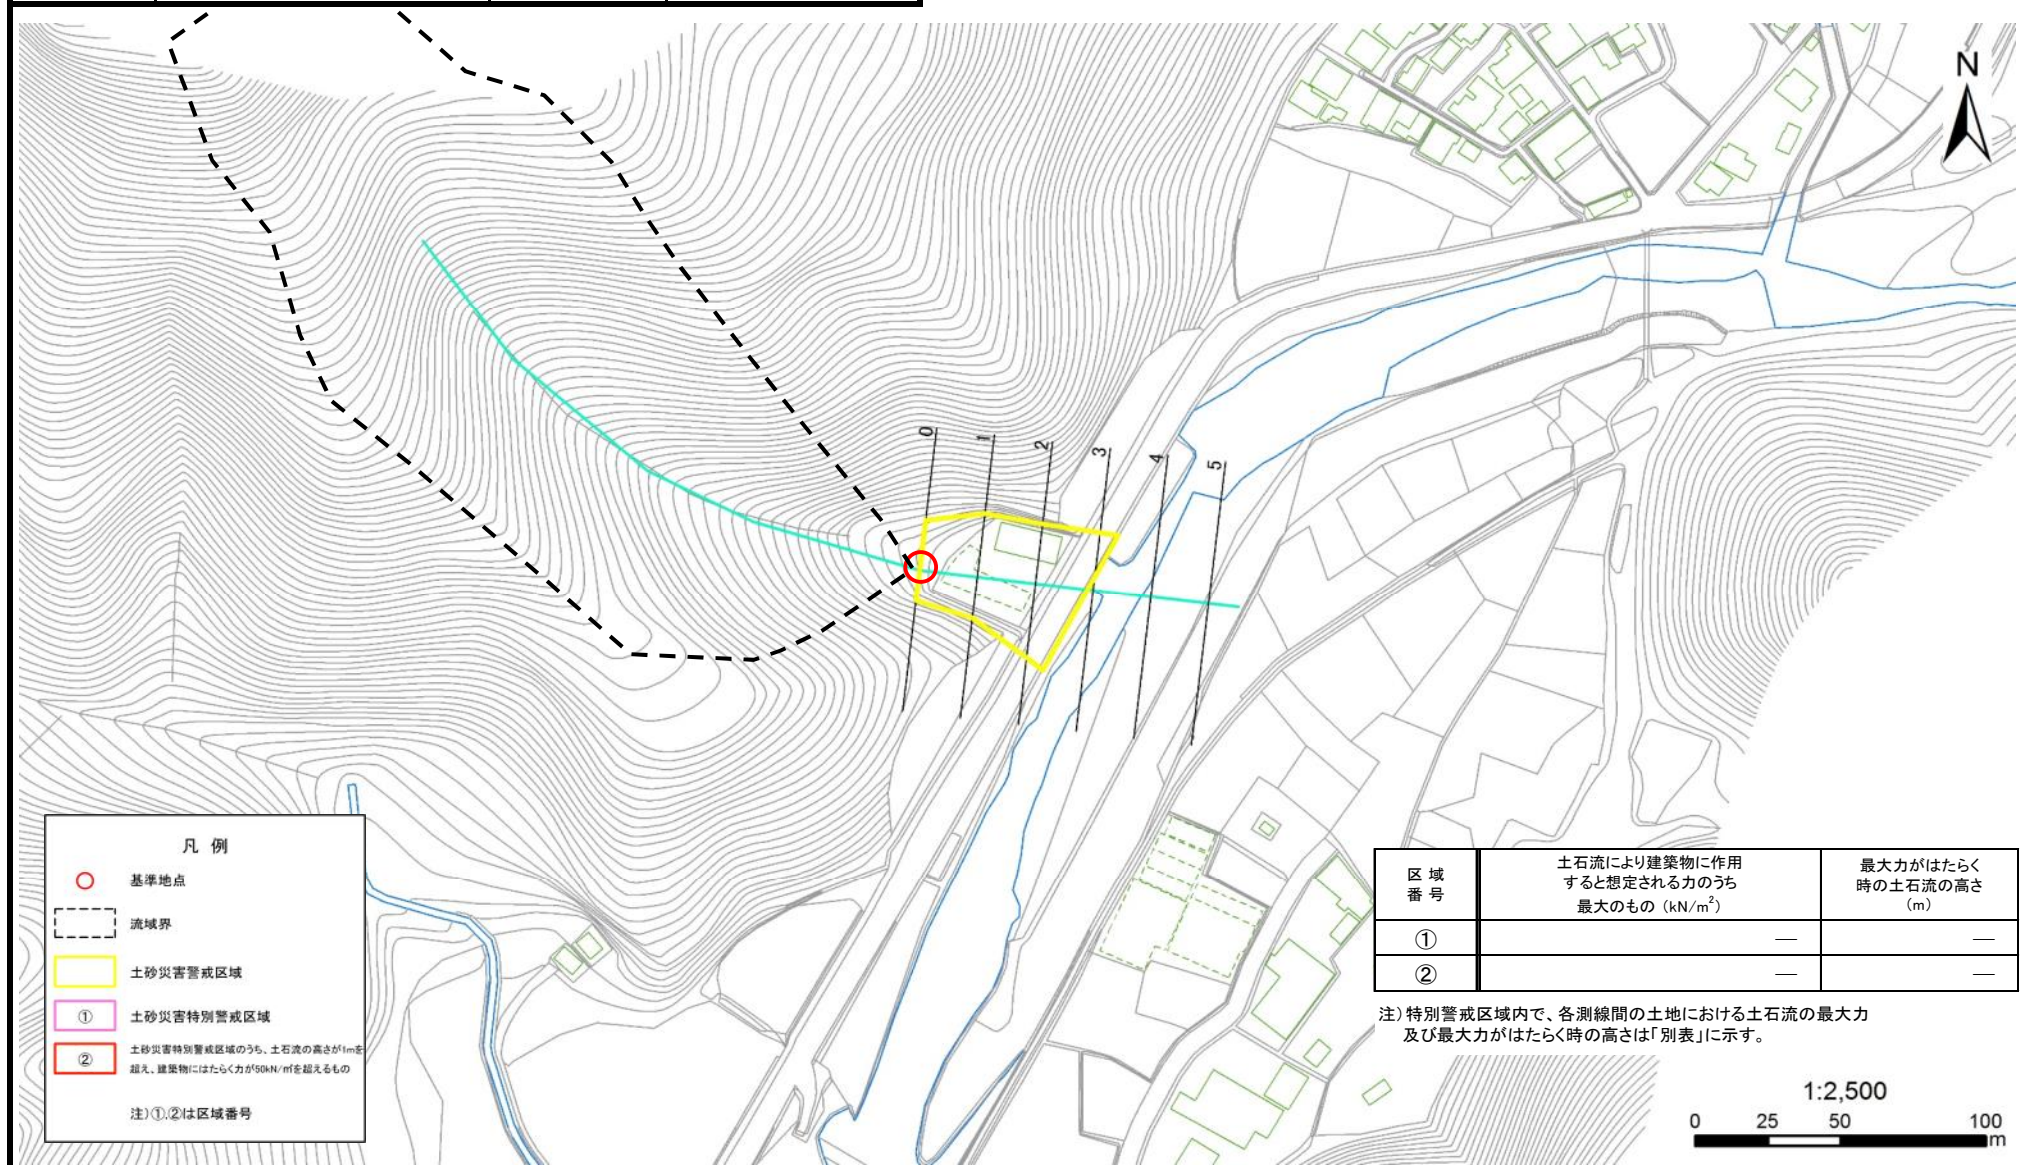 N
0
1
2
3
4
5
凡 例
基準地点
流域界
土砂災害警戒区域
① 土砂災害特別警戒区域
② 土砂災害特別警戒区域のうち、土石流の高さが1mを
超え、建築物にはたらく力が50kN/㎡を超えるもの
注)①,②は区域番号
区 域
番 号
土石流により建築物に作用
すると想定される力のうち
最大のもの（kN/m²）
最大力がはたらく
時の土石流の高さ
（m）
① — —
② — —
注）特別警戒区域内で、各測線間の土地における土石流の最大力
及び最大力がはたらく時の高さは「別表」に示す。
1:2,500
0 25 50 100
m